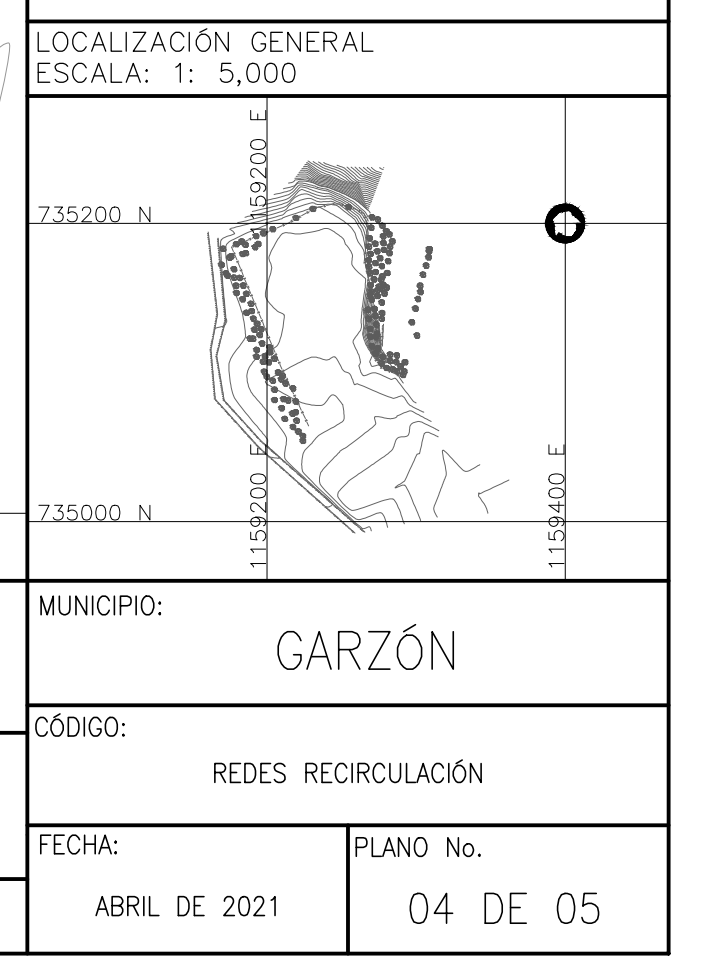 LOCALIZACIÓN GENERAL
ESCALA: 1: 5,000
1159200 E
735200 N
1159200 E
1159400 E
735000 N
MUNICIPIO:
GARZÓN
CÓDIGO:
REDES RECIRCULACIÓN
FECHA:
PLANO No.
ABRIL DE 2021
04 DE 05